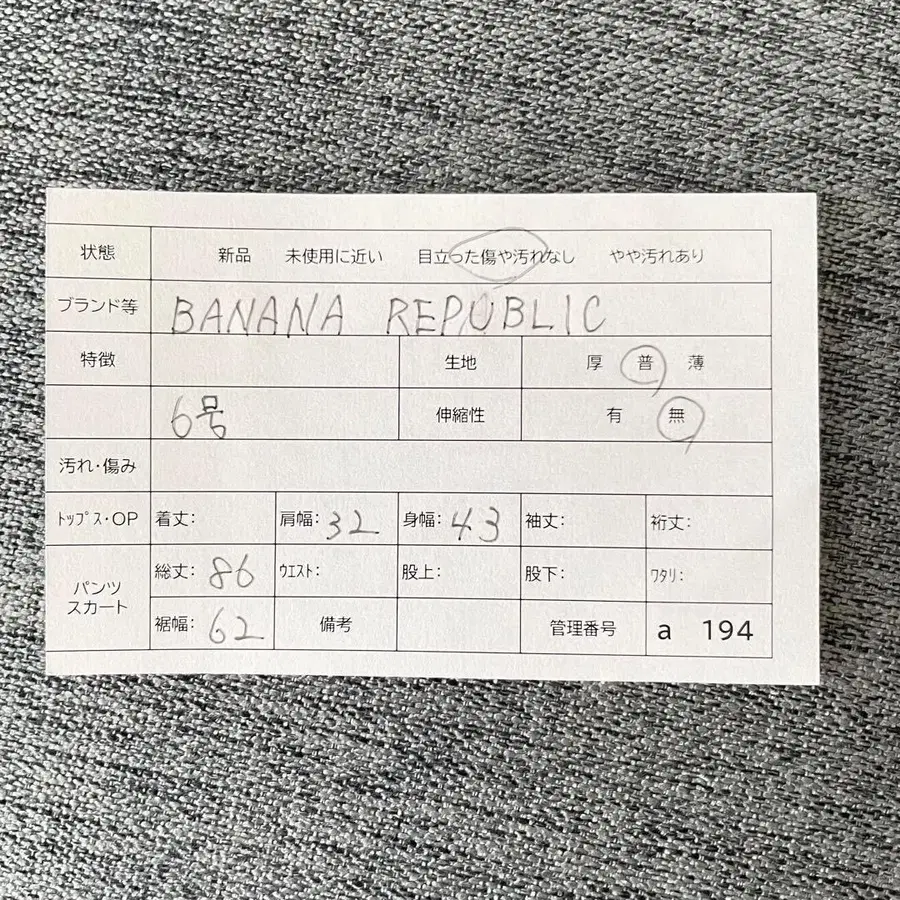 状態 新品 未使用に近い 目立った傷や汚れなし やや汚れあり
ブランド等 BANANA REPUBLIC
特徴 生地 厚 普 薄
6号 伸縮性 有 無
汚れ・傷み
ﾄｯﾌﾟｽ・OP 着丈: 肩幅: 32 身幅: 43 袖丈: 裄丈:
パンツ スカート 総丈: 86 ｳｴｽﾄ: 股上: 股下: ﾜﾀﾘ:
裾幅: 62 備考 管理番号 a 194